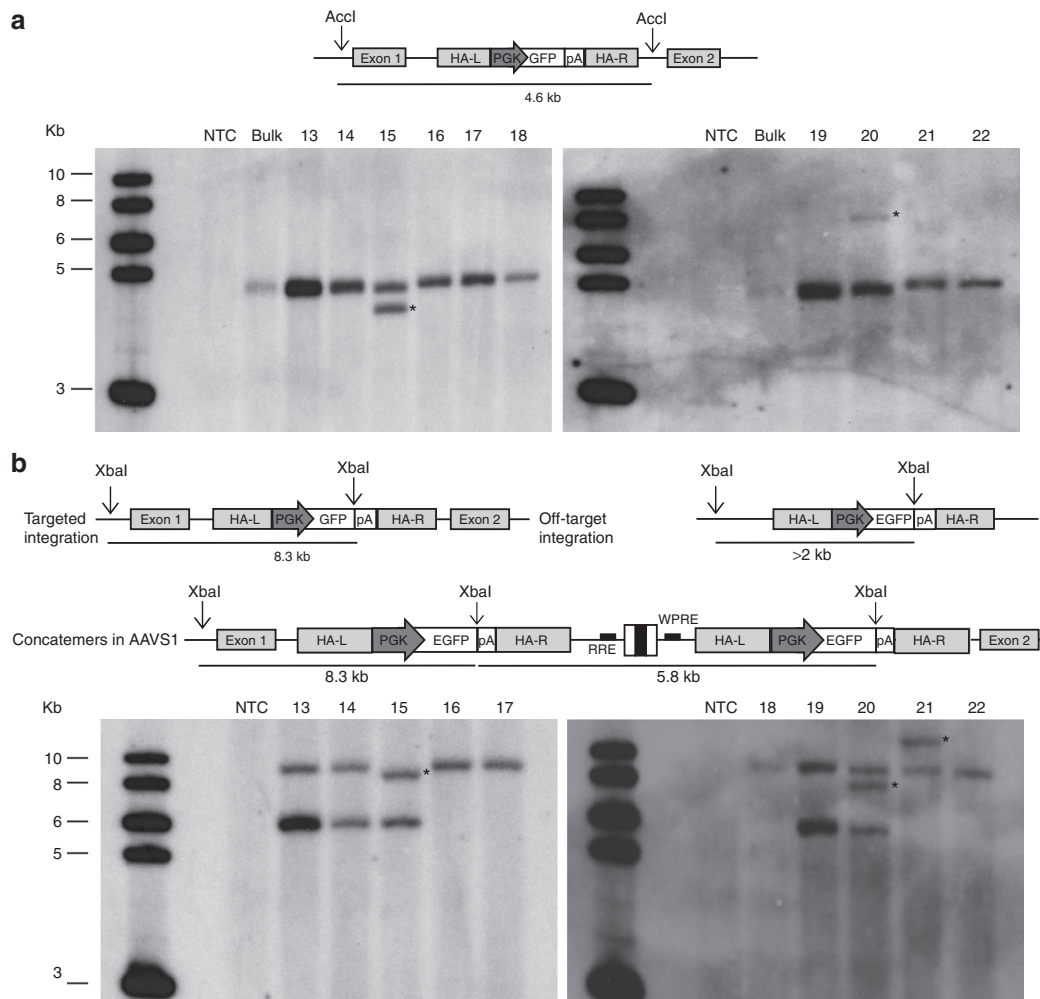 a
AccI AccI
Exon 1 HA-L PGK GFP pA HA-R Exon 2
4.6 kb
Kb NTC Bulk 13 14 15 16 17 18 NTC Bulk 19 20 21 22
10
8
*
6
5
*
3
b
XbaI XbaI XbaI XbaI
Targeted integration Exon 1 HA-L PGK GFP pA HA-R Exon 2 Off-target integration HA-L PGK EGFP pA HA-R
8.3 kb >2 kb
XbaI XbaI XbaI
WPRE
Concatemers in AAVS1 Exon 1 HA-L PGK EGFP pA HA-R RRE HA-L PGK EGFP pA HA-R Exon 2
8.3 kb 5.8 kb
Kb NTC 13 14 15 16 17 NTC 18 19 20 21 22
*
10
*
8 *
6
5
3